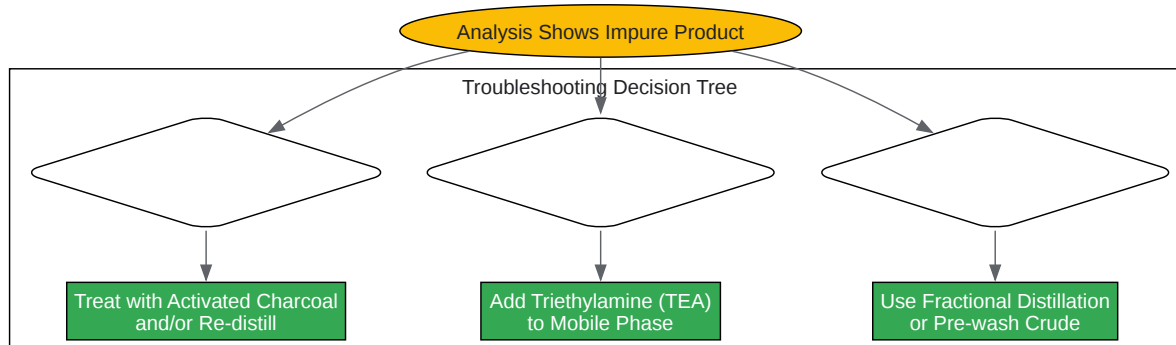 Analysis Shows Impure Product
Troubleshooting Decision Tree
Treat with Activated Charcoal
and/or Re-distill
Add Triethylamine (TEA)
to Mobile Phase
Use Fractional Distillation
or Pre-wash Crude